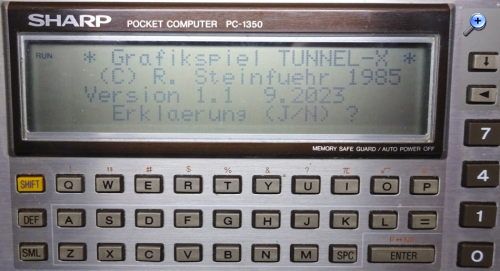 SHARP POCKET COMPUTER PC-1350
RUN
* Grafikspiel TUNNEL-X *
(C) R. Steinfuehr 1985
Version 1.1 9.2023
Erklaerung (J/N) ?
MEMORY SAFE GUARD / AUTO POWER OFF
! " # $ % & ? π √
SHIFT Q W E R T Y U I O P
DEF A S D F G H J K L =
SML Z X C V B N M SPC ENTER
↓
◄
7
4
1
0